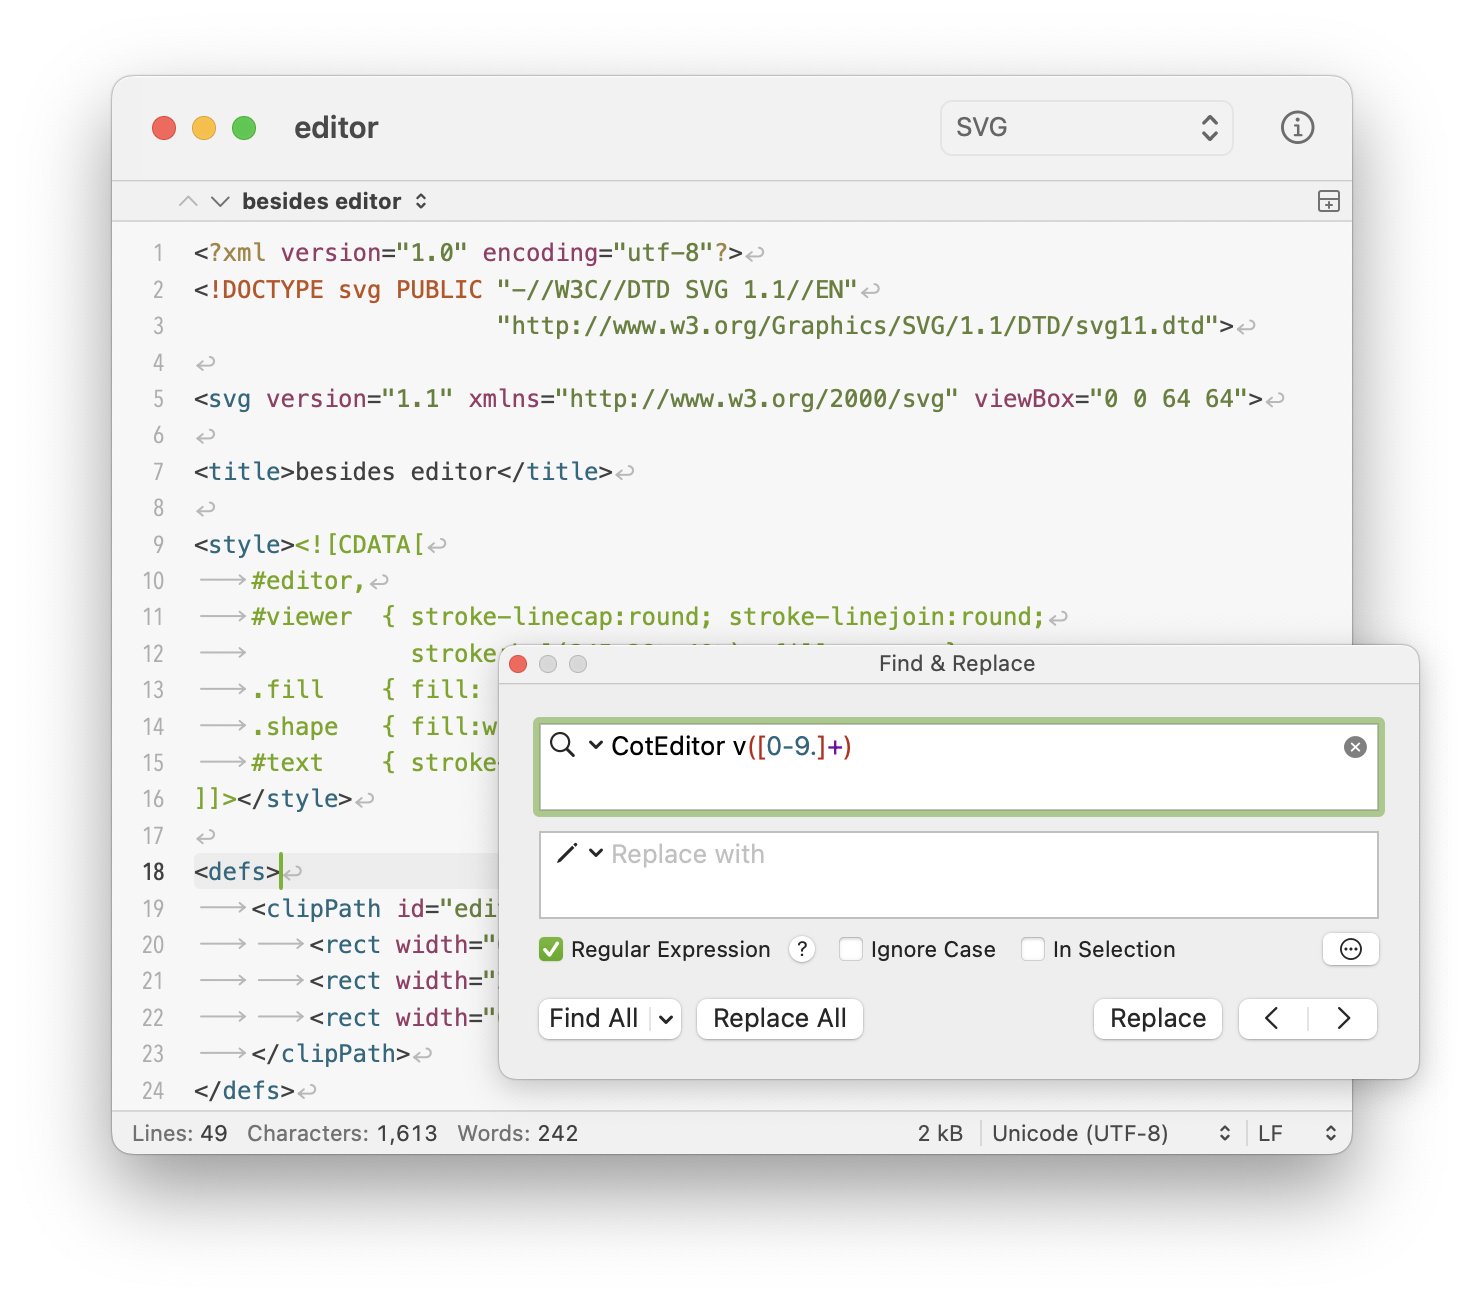 editor
SVG
besides editor
1 <?xml version="1.0" encoding="utf-8"?>
2 <!DOCTYPE svg PUBLIC "-//W3C//DTD SVG 1.1//EN"
3 "http://www.w3.org/Graphics/SVG/1.1/DTD/svg11.dtd">
4
5 <svg version="1.1" xmlns="http://www.w3.org/2000/svg" viewBox="0 0 64 64">
6
7 <title>besides editor</title>
8
9 <style><![CDATA[
10 #editor,
11 #viewer { stroke-linecap:round; stroke-linejoin:round;
12 stroke:
13 .fill { fill:
14 .shape { fill:w
15 #text { stroke-
16 ]]></style>
17
18 <defs>
19 <clipPath id="edi
20 <rect width="
21 <rect width="
22 <rect width="
23 </clipPath>
24 </defs>
Find & Replace
CotEditor v([0-9.]+)
Replace with
Regular Expression ? Ignore Case In Selection
Find All Replace All Replace
Lines: 49 Characters: 1,613 Words: 242 2 kB Unicode (UTF-8) LF